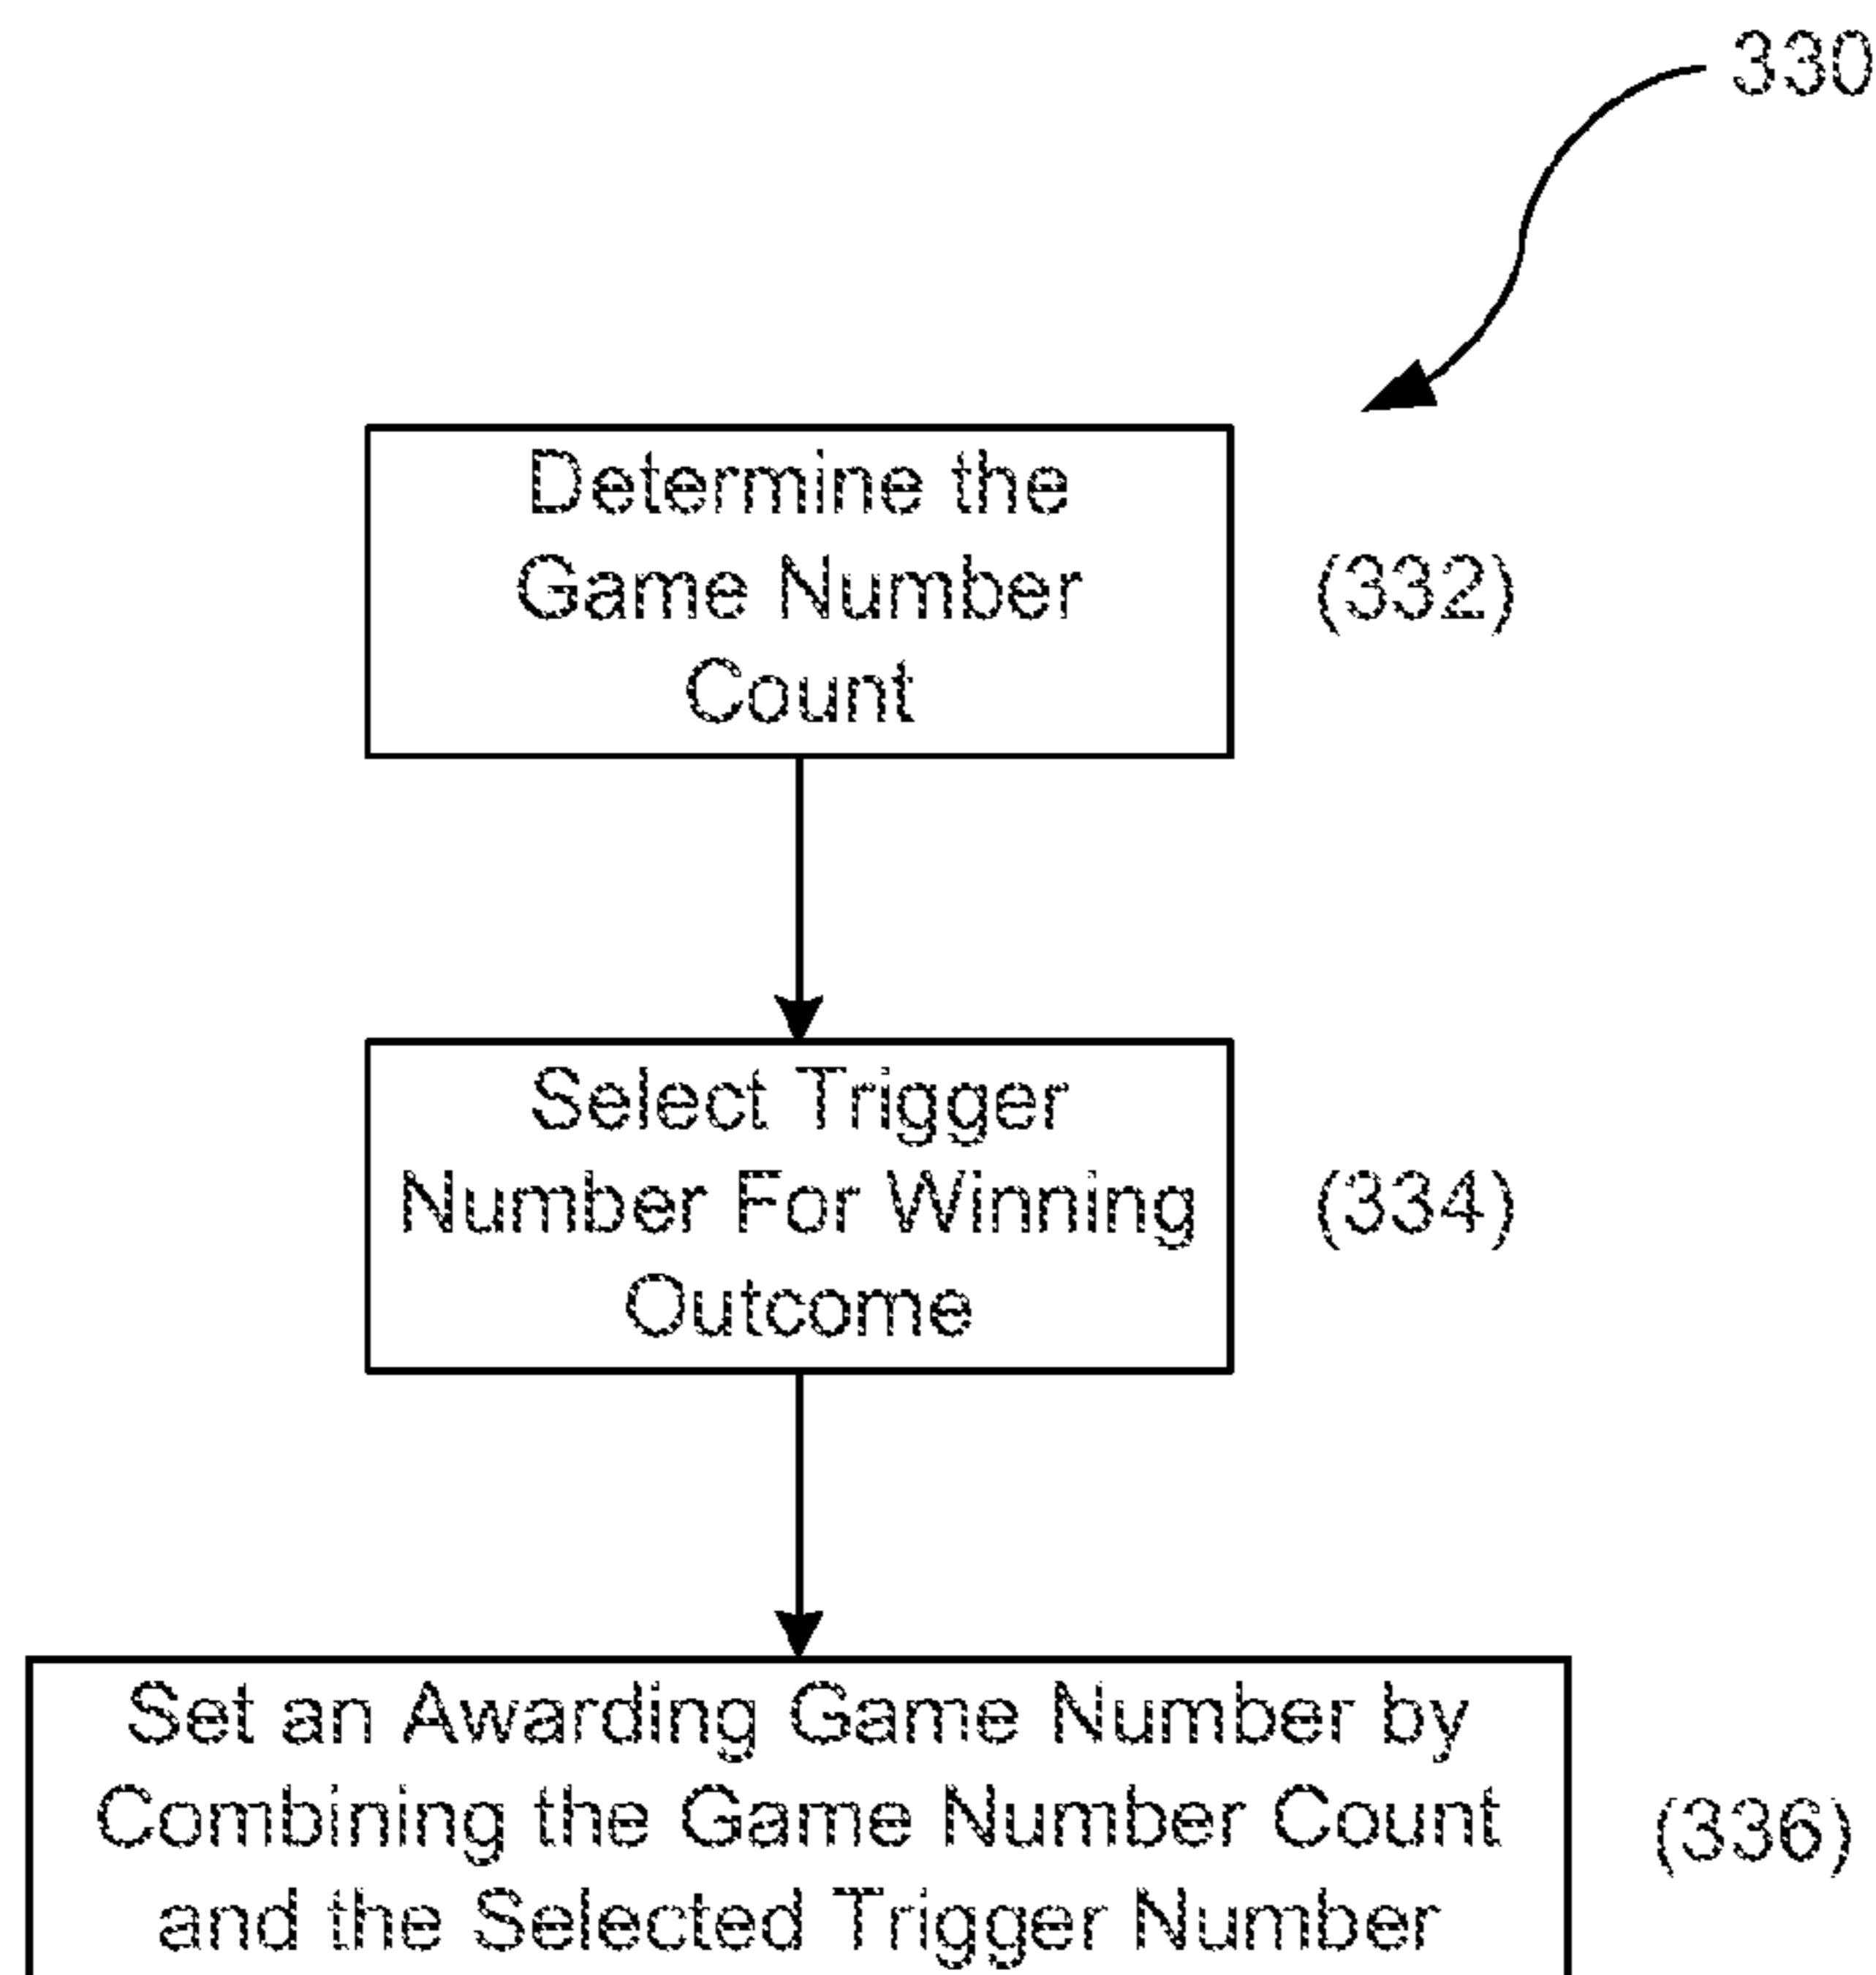 330
Determine the
Game Number
Count
(332)
Select Trigger
Number For Winning
Outcome
(334)
Set an Awarding Game Number by
Combining the Game Number Count
and the Selected Trigger Number
(336)